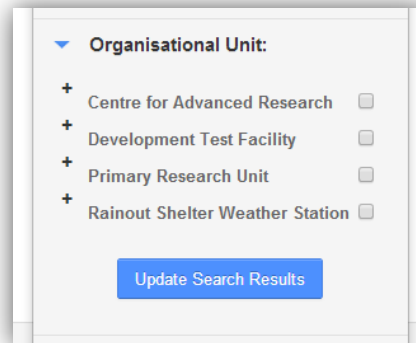 Organisational Unit:
+ Centre for Advanced Research
+ Development Test Facility
+ Primary Research Unit
+ Rainout Shelter Weather Station
Update Search Results